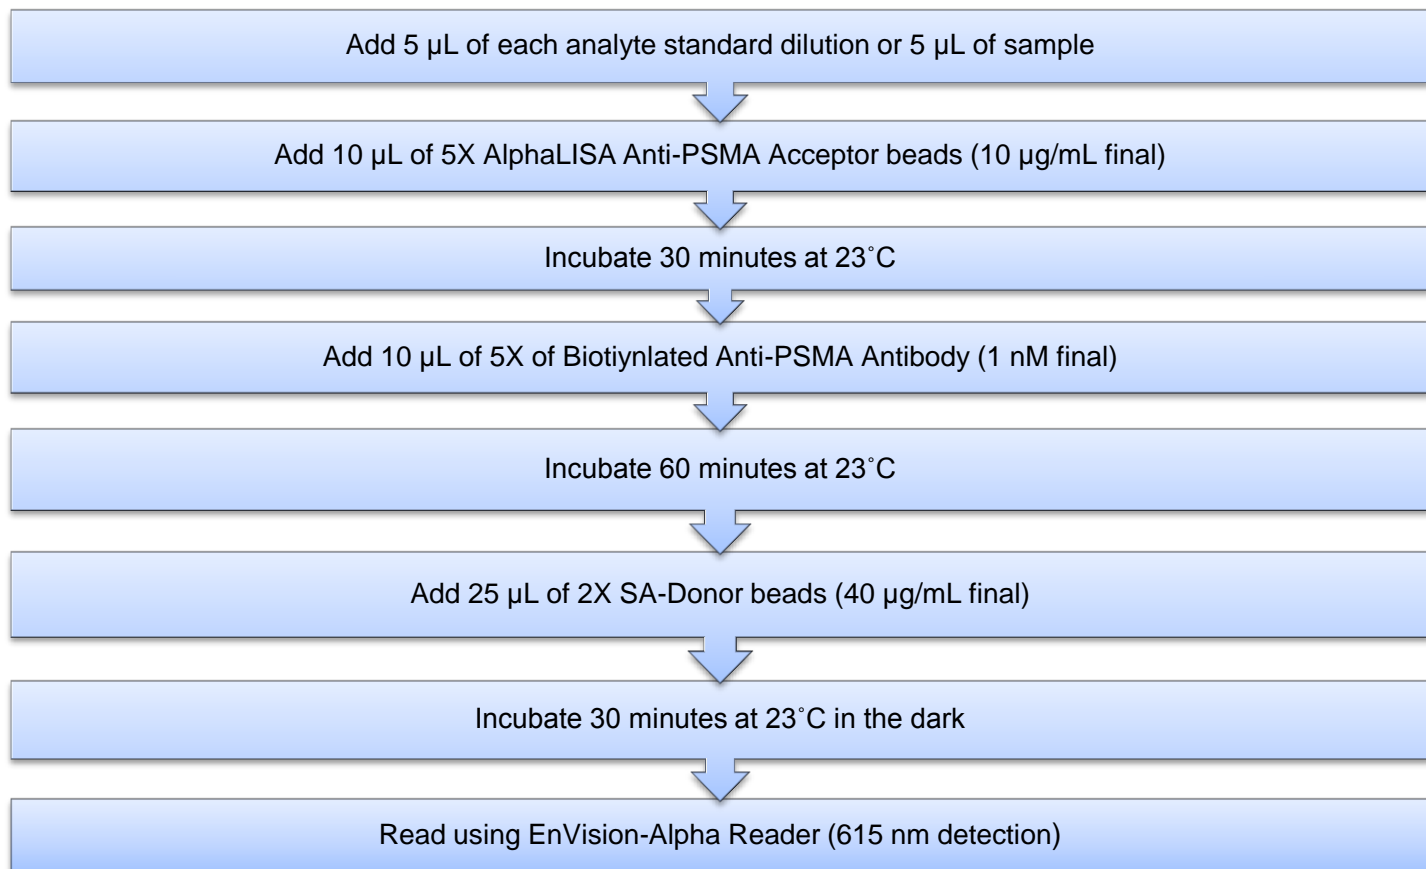 Add 5 µL of each analyte standard dilution or 5 µL of sample
Add 10 µL of 5X AlphaLISA Anti-PSMA Acceptor beads (10 µg/mL final)
Incubate 30 minutes at 23˚C
Add 10 µL of 5X of Biotiynlated Anti-PSMA Antibody (1 nM final)
Incubate 60 minutes at 23˚C
Add 25 µL of 2X SA-Donor beads (40 µg/mL final)
Incubate 30 minutes at 23˚C in the dark
Read using EnVision-Alpha Reader (615 nm detection)